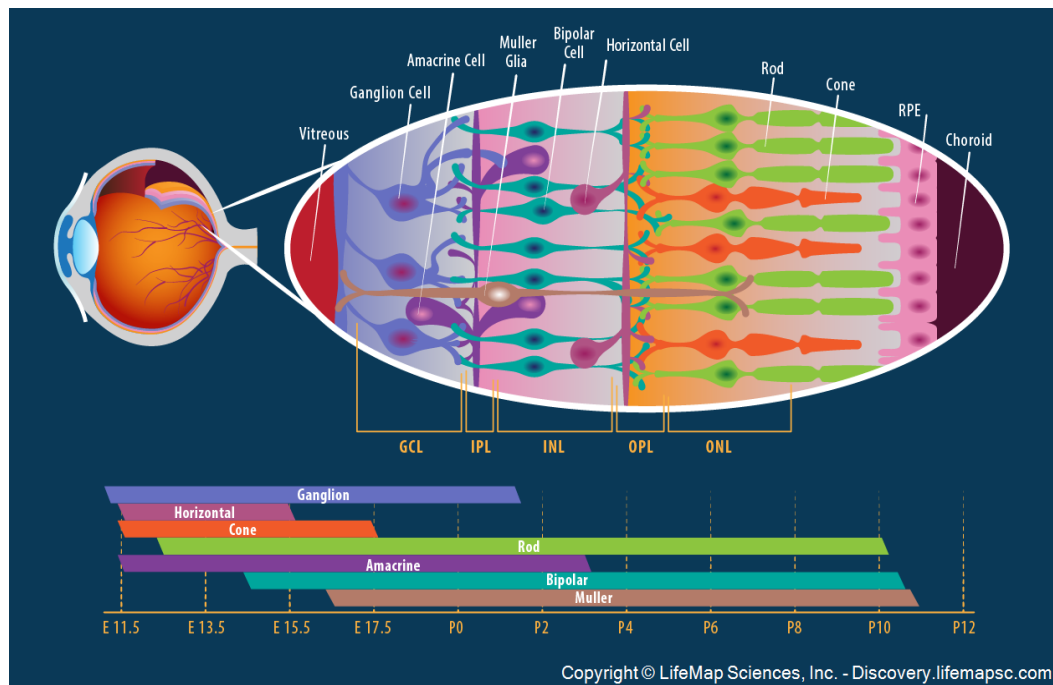 Bipolar
Cell
Muller
Glia
Horizontal Cell
Amacrine Cell
Rod
Cone
Ganglion Cell
RPE
Vitreous
Choroid
GCL IPL INL OPL ONL
Ganglion
Horizontal
Cone
Rod
Amacrine
Bipolar
Muller
E 11.5 E 13.5 E 15.5 E 17.5 P0 P2 P4 P6 P8 P10 P12
Copyright © LifeMap Sciences, Inc. - Discovery.lifemapsc.com